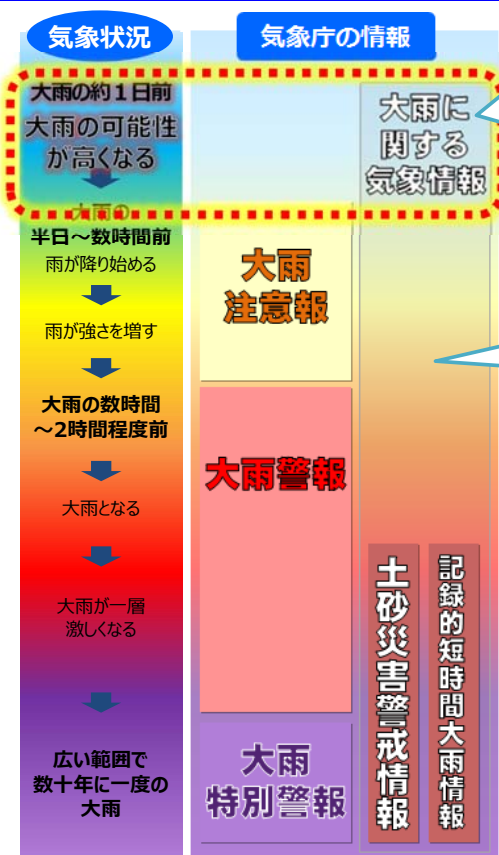 気象状況
気象庁の情報
大雨の約１日前
大雨の可能性
が高くなる
大雨の
半日～数時間前
雨が降り始める
雨が強さを増す
大雨の数時間
～2時間程度前
大雨となる
大雨が一層
激しくなる
広い範囲で
数十年に一度の
大雨
大雨
注意報
大雨警報
大雨
特別警報
大雨に
関する
気象情報
土砂災害警戒情報
記録的短時間大雨情報